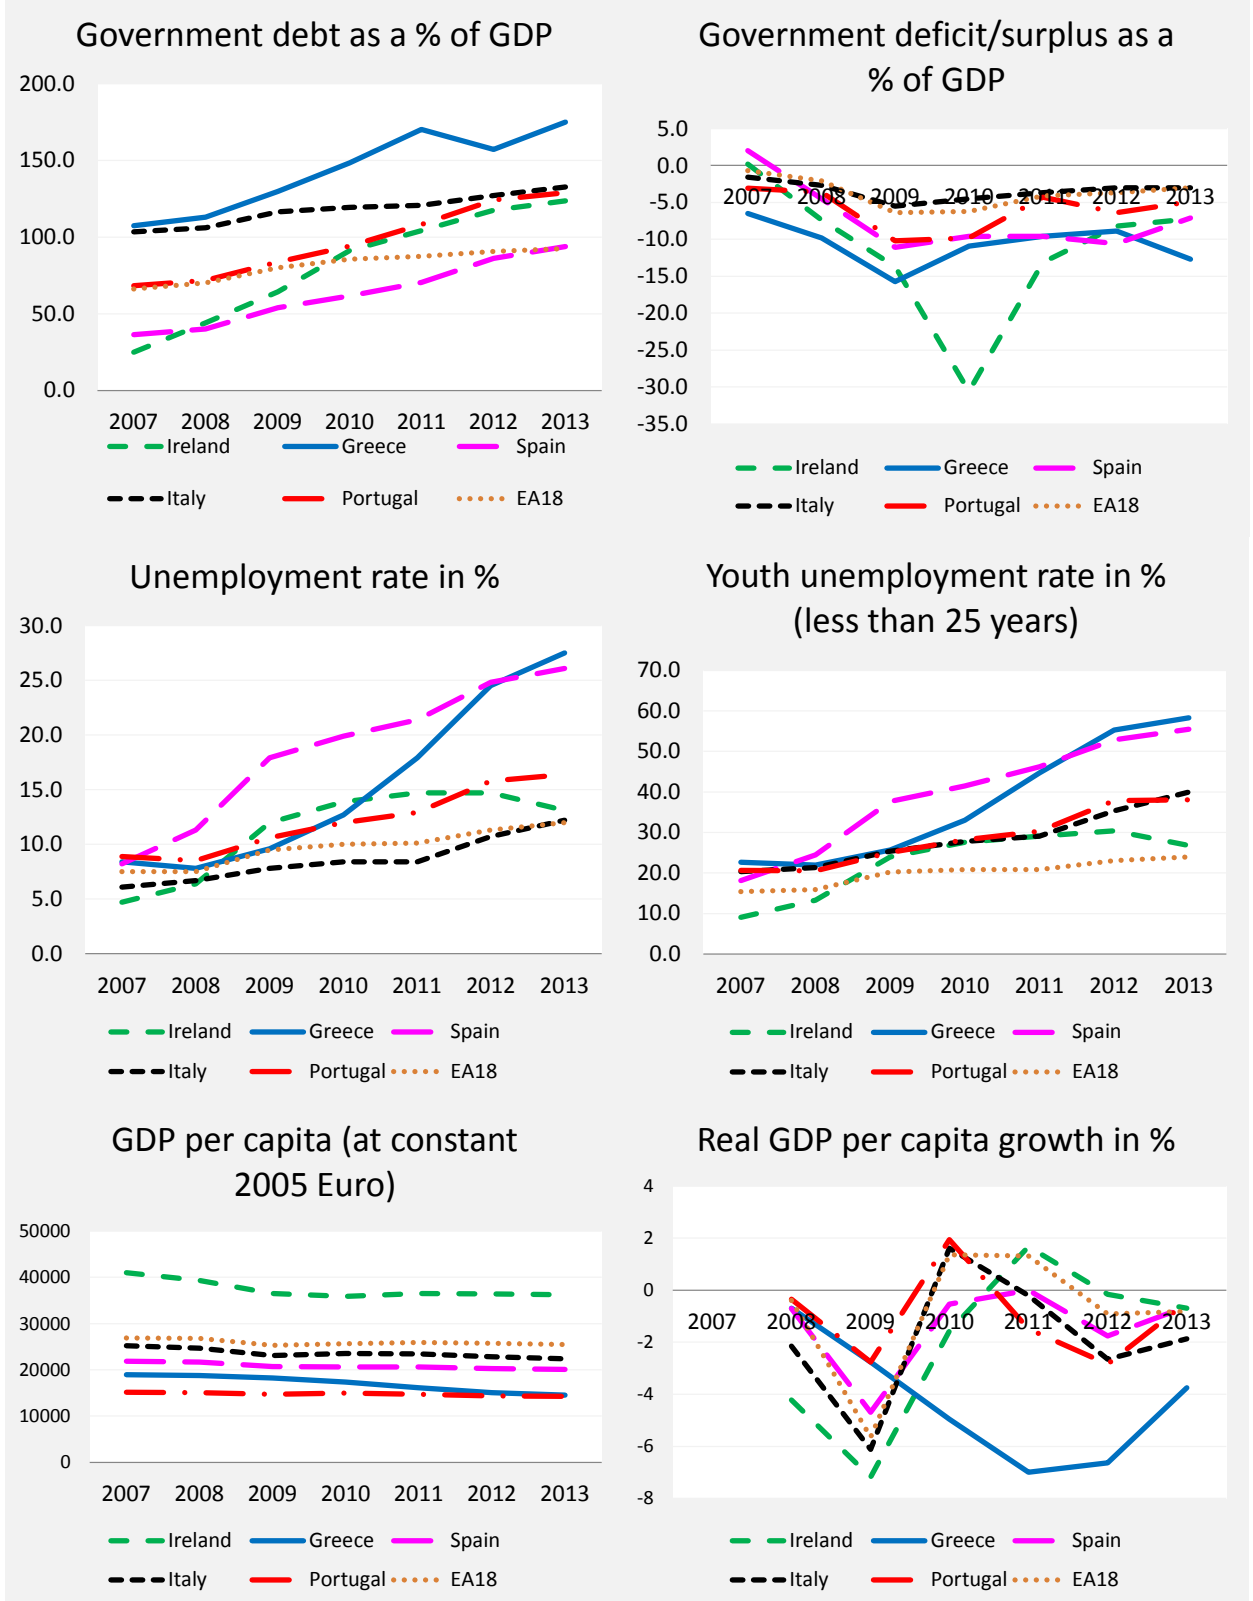 Government debt as a % of GDP
200.0
150.0
100.0
50.0
0.0
2007 2008 2009 2010 2011 2012 2013
Ireland Greece Spain
Italy Portugal EA18
Government deficit/surplus as a
% of GDP
5.0
0.0
-5.0
-10.0
-15.0
-20.0
-25.0
-30.0
-35.0
2007 2008 2009 2010 2011 2012 2013
Ireland Greece Spain
Italy Portugal EA18
Unemployment rate in %
30.0
25.0
20.0
15.0
10.0
5.0
0.0
2007 2008 2009 2010 2011 2012 2013
Ireland Greece Spain
Italy Portugal EA18
Youth unemployment rate in %
(less than 25 years)
70.0
60.0
50.0
40.0
30.0
20.0
10.0
0.0
2007 2008 2009 2010 2011 2012 2013
Ireland Greece Spain
Italy Portugal EA18
GDP per capita (at constant
2005 Euro)
50000
40000
30000
20000
10000
0
2007 2008 2009 2010 2011 2012 2013
Ireland Greece Spain
Italy Portugal EA18
Real GDP per capita growth in %
4
2
0
-2
-4
-6
-8
2007 2008 2009 2010 2011 2012 2013
Ireland Greece Spain
Italy Portugal EA18